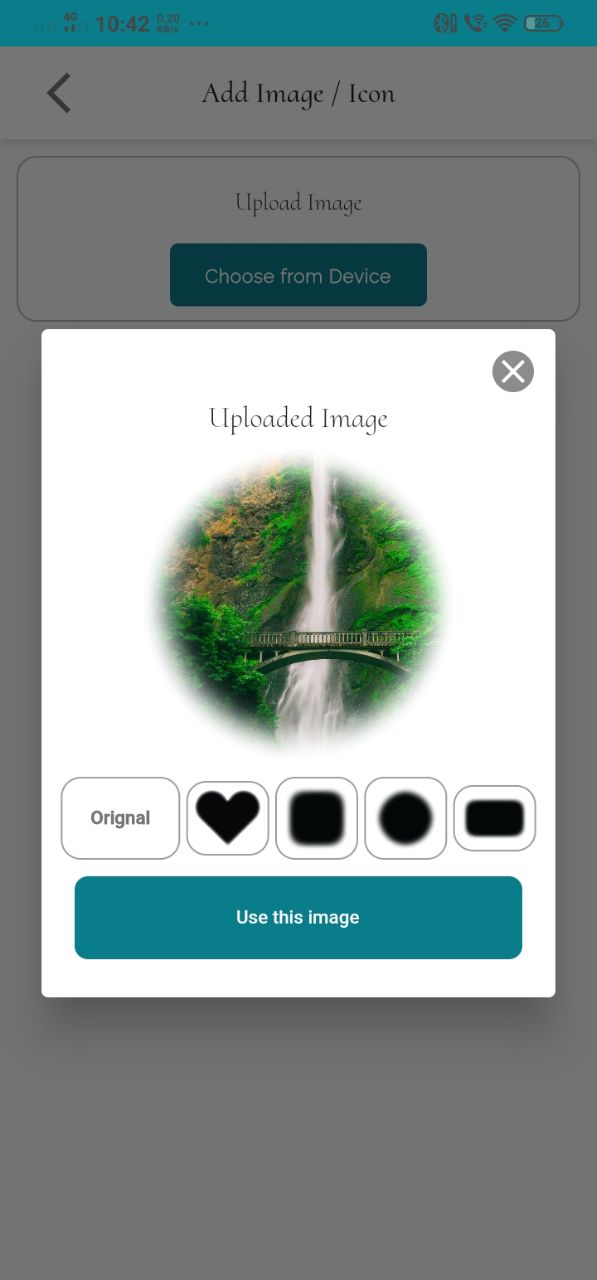 4G 10:42 0.20 KB/s ...
26
Add Image / Icon
Upload Image
Choose from Device
Uploaded Image
Orignal
Use this image